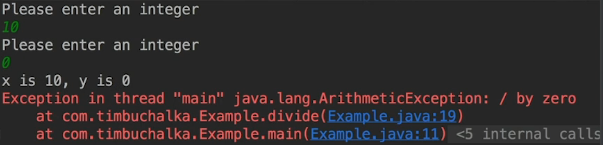 Please enter an integer
10
Please enter an integer
0
x is 10, y is 0
Exception in thread "main" java.lang.ArithmeticException: / by zero
at com.timbuchalka.Example.divide(Example.java:19)
at com.timbuchalka.Example.main(Example.java:11) <5 internal calls